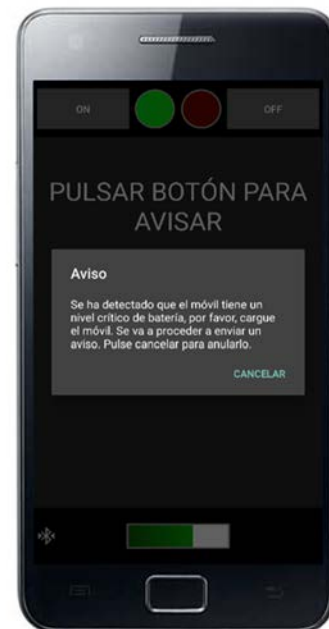 ON
OFF
PULSAR BOTÓN PARA
AVISAR
Aviso
Se ha detectado que el móvil tiene un
nivel crítico de batería, por favor, cargue
el móvil. Se va a proceder a enviar un
aviso. Pulse cancelar para anularlo.
CANCELAR